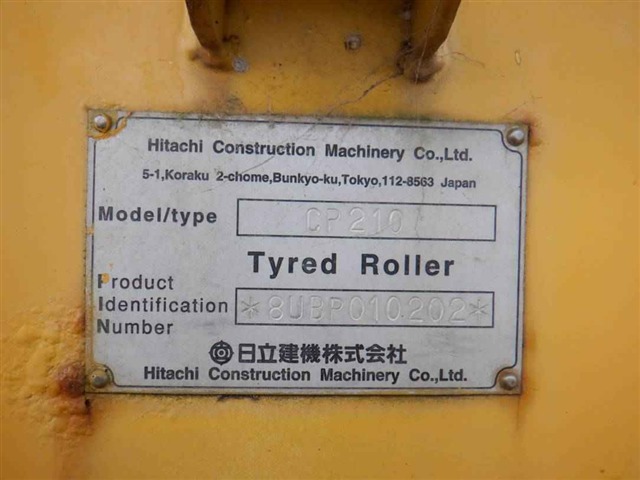 Hitachi Construction Machinery Co.,Ltd.
5-1,Koraku 2-chome,Bunkyo-ku,Tokyo,112-8563 Japan
Model/type CP210
Tyred Roller
Product
Identification *8UBP010202*
Number
日立建機株式会社
Hitachi Construction Machinery Co.,Ltd.